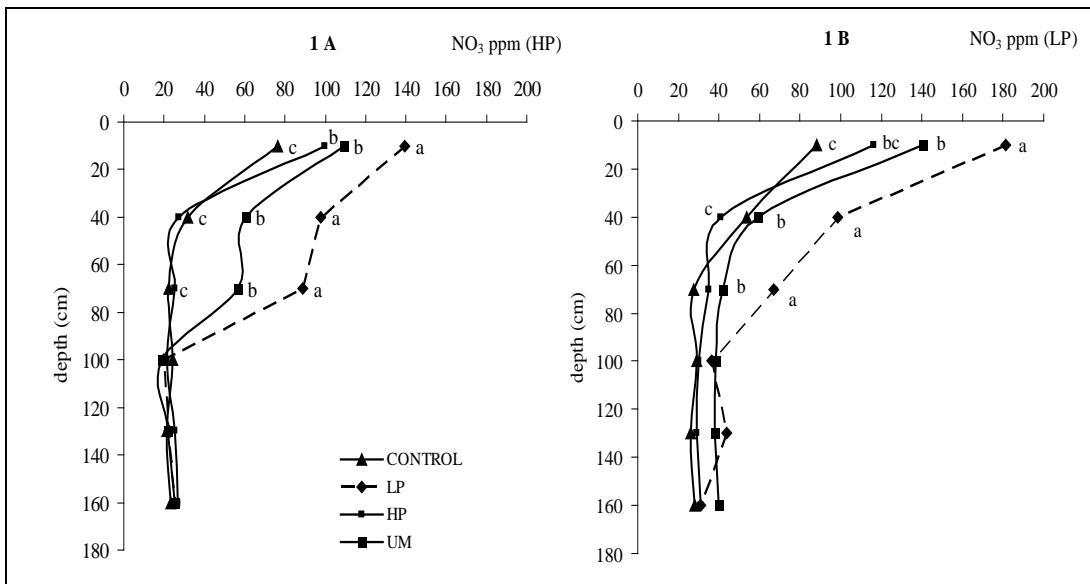 1 A NO3 ppm (HP)
0 20 40 60 80 100 120 140 160 180 200
0
20
40
60
80
100
120
140
160
180
depth (cm)
c b b a
c b a
c b a
CONTROL
LP
HP
UM
1 B NO3 ppm (LP)
0 20 40 60 80 100 120 140 160 180 200
0
20
40
60
80
100
120
140
160
180
depth (cm)
c bc b a
c b a
b a